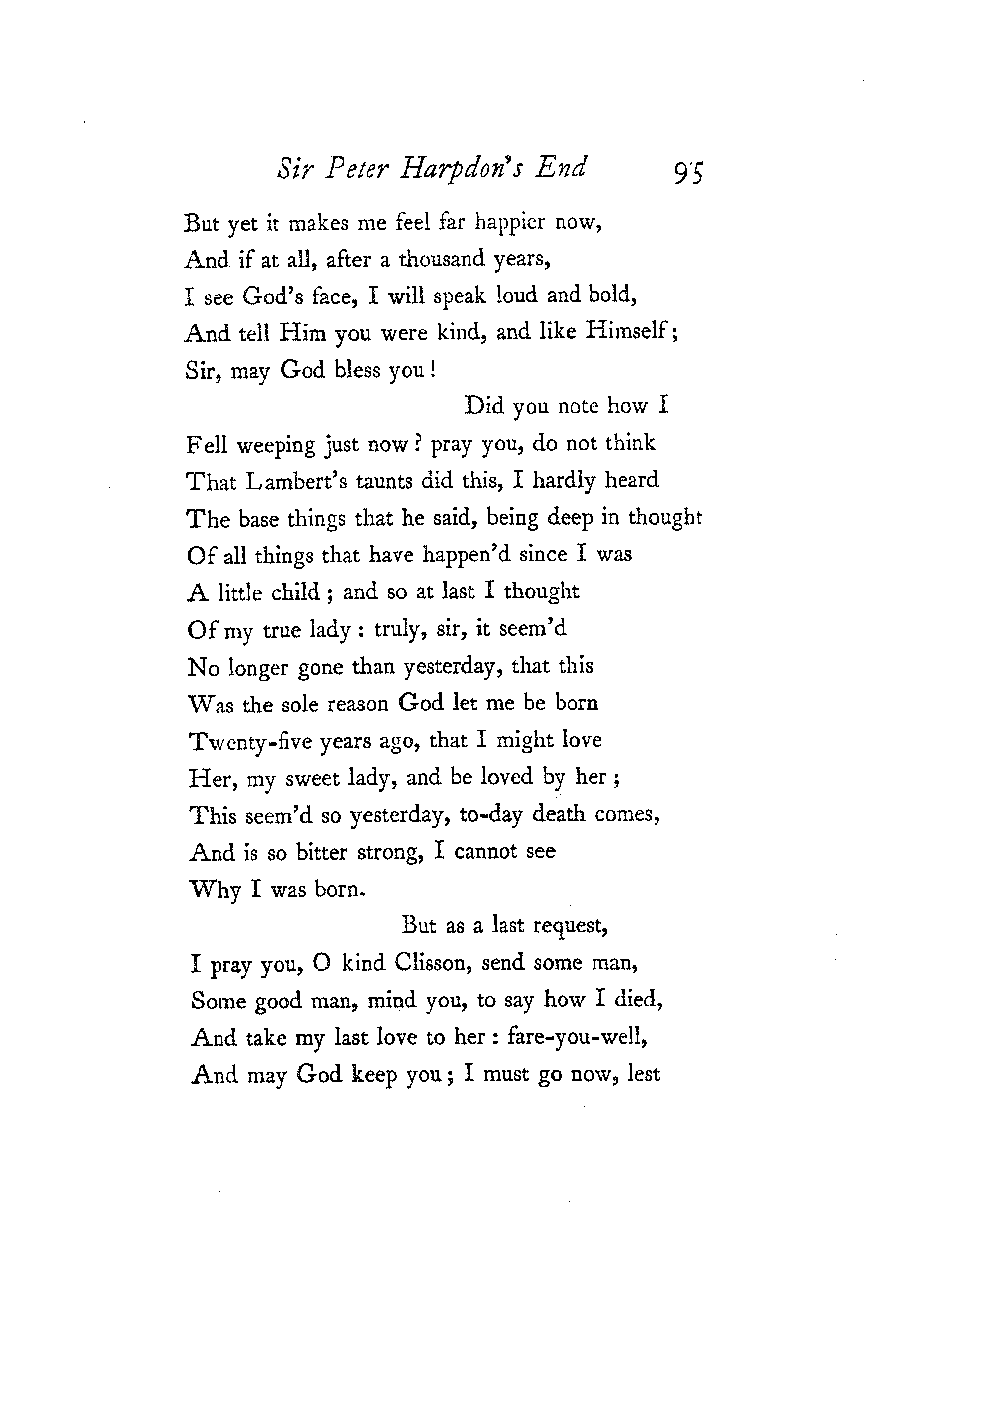 Sir Peter Harpdon's End 95
But yet it makes me feel far happier now,
And if at all, after a thousand years,
I see God's face, I will speak loud and bold,
And tell Him you were kind, and like Himself;
Sir, may God bless you!
Did you note how I
Fell weeping just now? pray you, do not think
That Lambert's taunts did this, I hardly heard
The base things that he said, being deep in thought
Of all things that have happen'd since I was
A little child; and so at last I thought
Of my true lady: truly, sir, it seem'd
No longer gone than yesterday, that this
Was the sole reason God let me be born
Twenty-five years ago, that I might love
Her, my sweet lady, and be loved by her;
This seem'd so yesterday, to-day death comes,
And is so bitter strong, I cannot see
Why I was born.
But as a last request,
I pray you, O kind Clisson, send some man,
Some good man, mind you, to say how I died,
And take my last love to her: fare-you-well,
And may God keep you; I must go now, lest